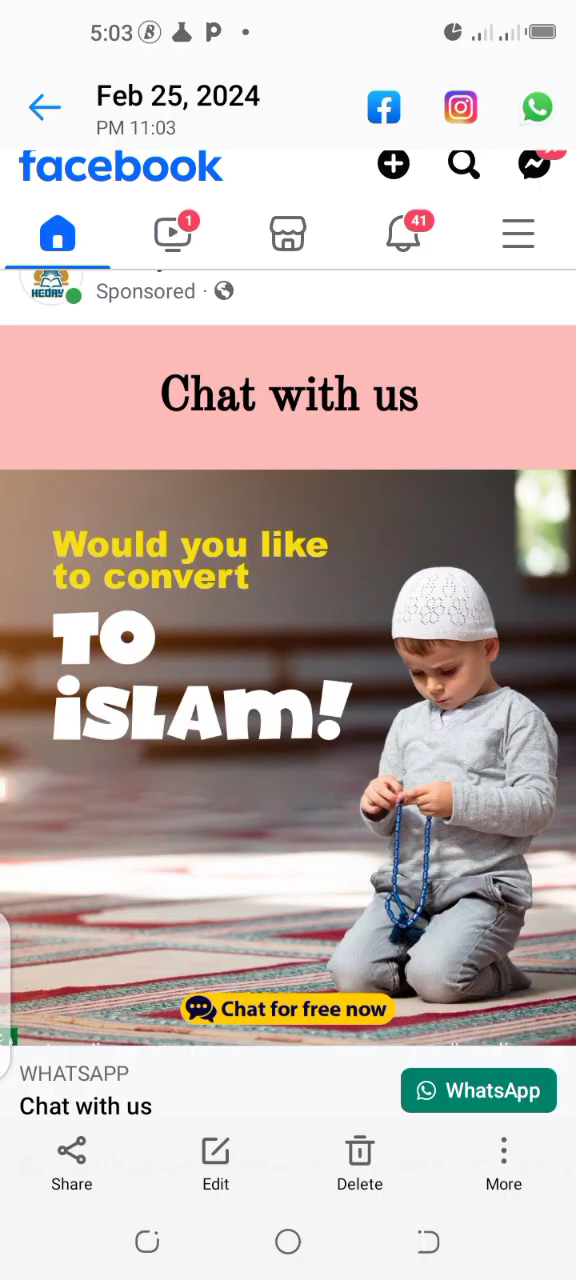 5:03
Feb 25, 2024
PM 11:03
facebook
1
41
HEDAY
Sponsored ·
Chat with us
Would you like
to convert
TO
iSLAm!
Chat for free now
WHATSAPP
Chat with us
WhatsApp
Share
Edit
Delete
More